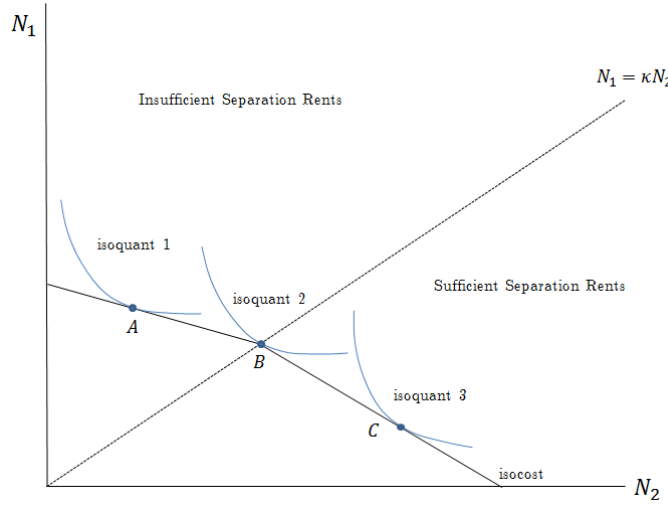 N₁
N₁ = κN₂
Insufficient Separation Rents
isoquant 1
Sufficient Separation Rents
isoquant 2
A
B
isoquant 3
C
isocost
N₂